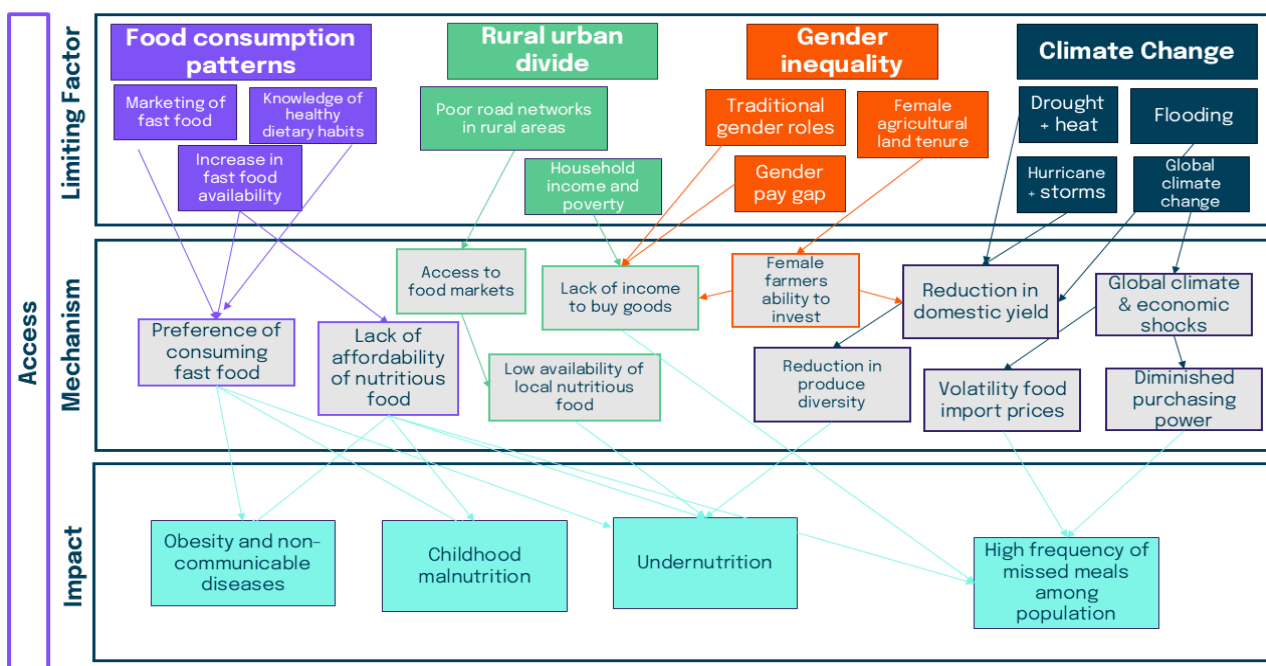 Access
Limiting Factor
Food consumption
patterns
Rural urban
divide
Gender
inequality
Climate Change
Marketing of
fast food
Knowledge of
healthy
dietary habits
Increase in
fast food
availability
Poor road networks
in rural areas
Household
income and
poverty
Traditional
gender roles
Gender
pay gap
Female
agricultural
land tenure
Drought
+ heat
Flooding
Hurricane
+ storms
Global
climate
change
Mechanism
Preference of
consuming
fast food
Lack of
affordability
of nutritious
food
Access to
food markets
Low availability of
local nutritious
food
Lack of income
to buy goods
Female
farmers
ability to
invest
Reduction in
domestic yield
Global climate
& economic
shocks
Reduction in
produce
diversity
Volatility food
import prices
Diminished
purchasing
power
Impact
Obesity and non-
communicable
diseases
Childhood
malnutrition
Undernutrition
High frequency of
missed meals
among
population